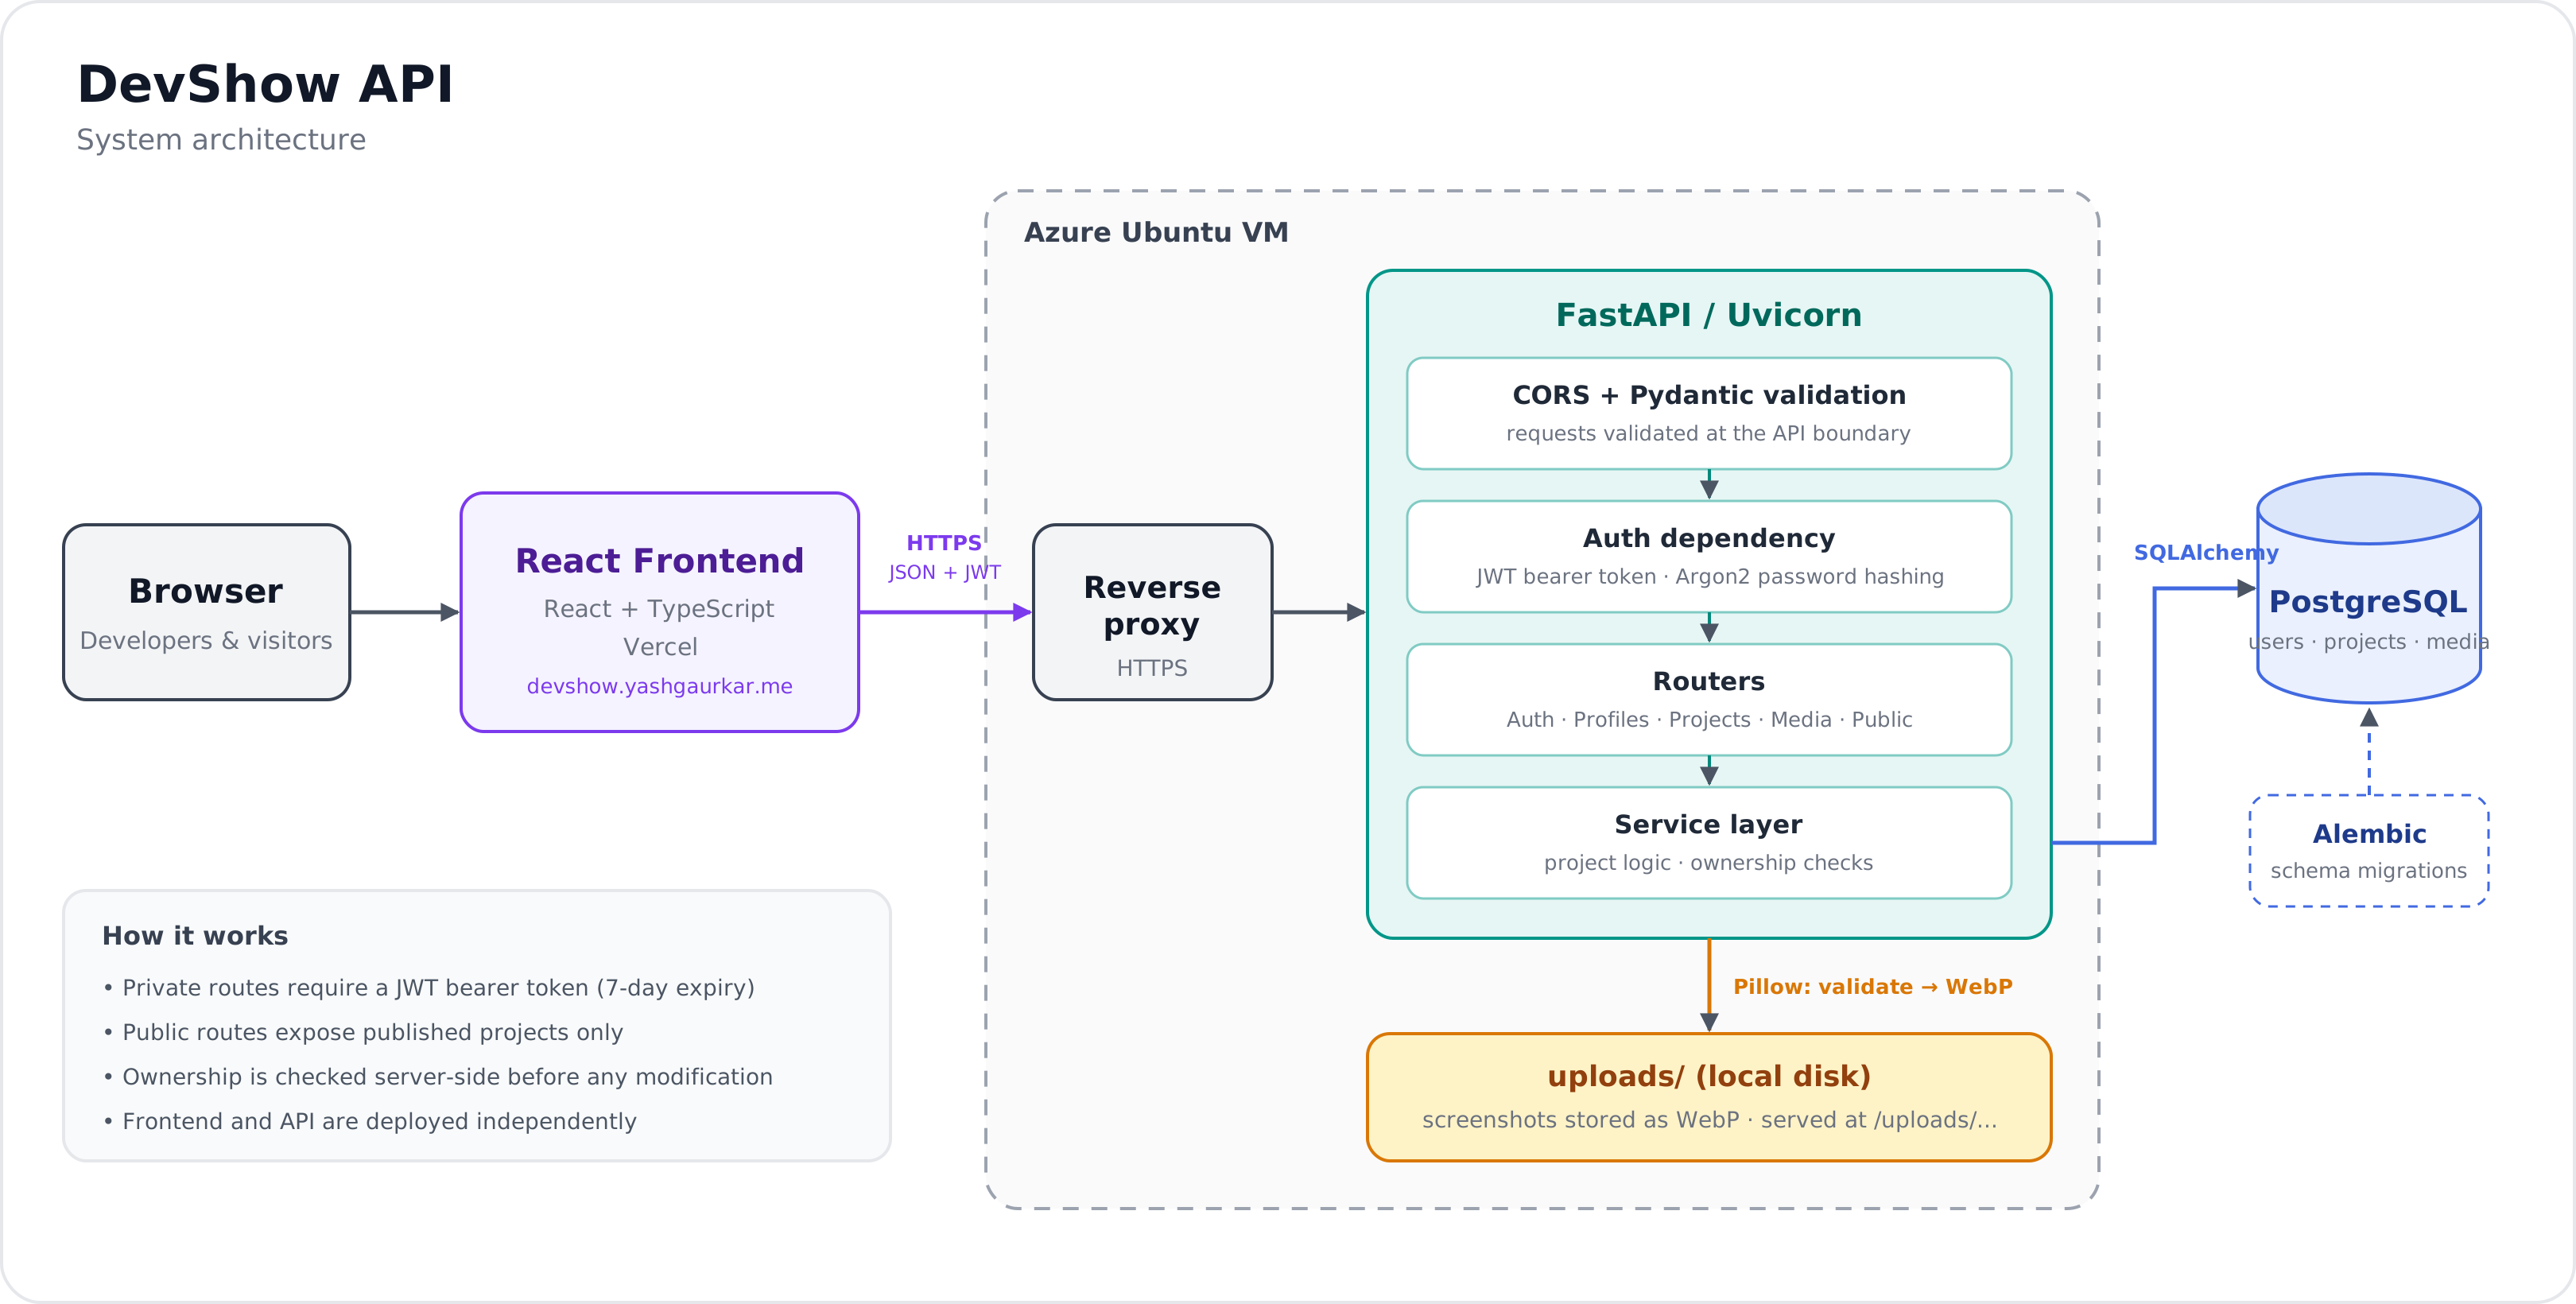 DevShow API
System architecture
Azure Ubuntu VM
Browser
Developers & visitors
React Frontend
React + TypeScript
Vercel
devshow.yashgaurkar.me
HTTPS
JSON + JWT
Reverse
proxy
HTTPS
FastAPI / Uvicorn
CORS + Pydantic validation
requests validated at the API boundary
Auth dependency
JWT bearer token · Argon2 password hashing
Routers
Auth · Profiles · Projects · Media · Public
Service layer
project logic · ownership checks
SQLAlchemy
PostgreSQL
users · projects · media
Alembic
schema migrations
Pillow: validate → WebP
uploads/ (local disk)
screenshots stored as WebP · served at /uploads/…
How it works
• Private routes require a JWT bearer token (7-day expiry)
• Public routes expose published projects only
• Ownership is checked server-side before any modification
• Frontend and API are deployed independently